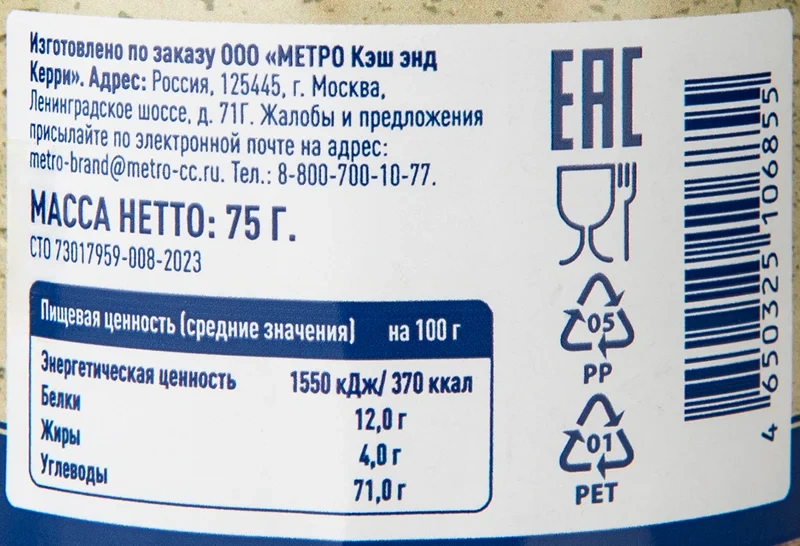 Изготовлено по заказу ООО «МЕТРО Кэш энд
Керри». Адрес: Россия, 125445, г. Москва,
Ленинградское шоссе, д. 71Г. Жалобы и предложения
присылайте по электронной почте на адрес:
metro-brand@metro-cc.ru. Тел.: 8-800-700-10-77.
МАССА НЕТТО: 75 Г.
СТО 73017959-008-2023
Пищевая ценность (средние значения) на 100 г
Энергетическая ценность 1550 кДж/ 370 ккал
Белки 12,0 г
Жиры 4,0 г
Углеводы 71,0 г
EAC
05
PP
01
PET
4 650325 106855